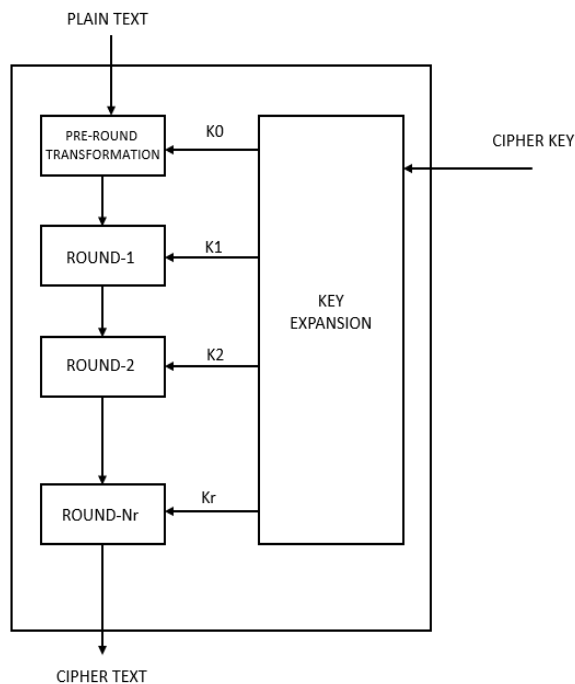 PLAIN TEXT
PRE-ROUND
TRANSFORMATION
K0
CIPHER KEY
ROUND-1
K1
KEY
EXPANSION
ROUND-2
K2
ROUND-Nr
Kr
CIPHER TEXT